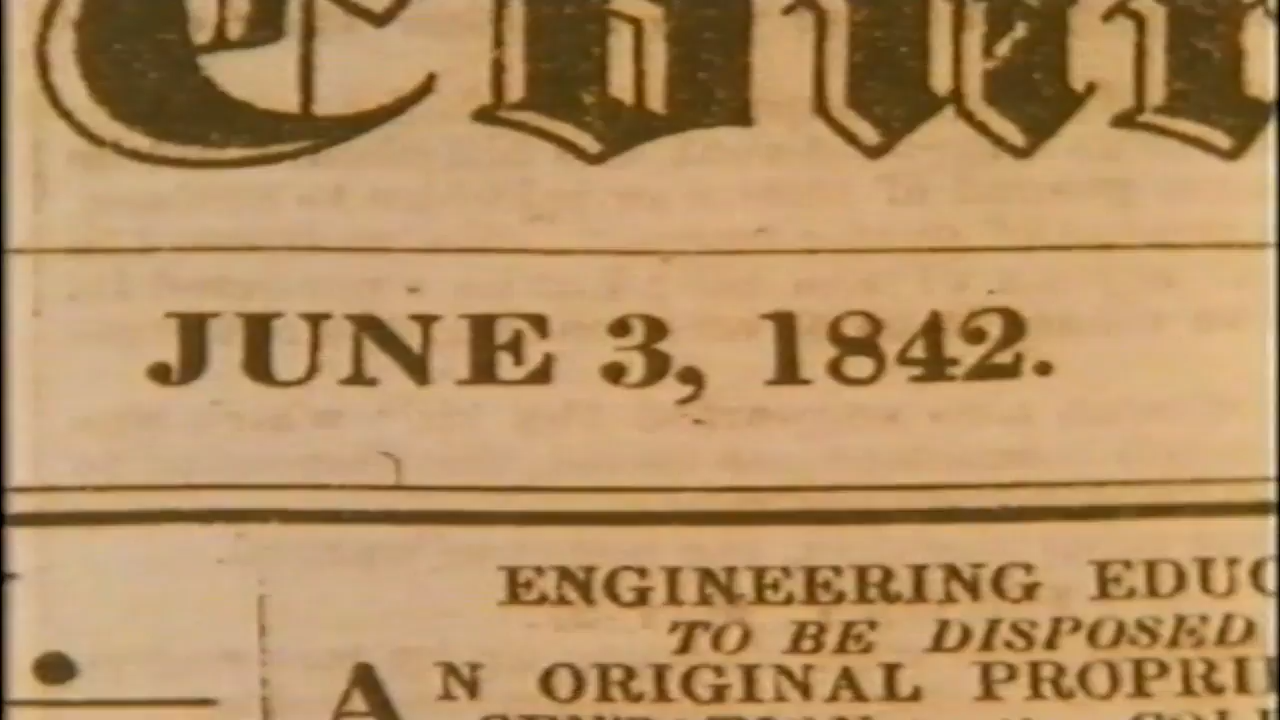 JUNE 3, 1842.
ENGINEERING EDUC
TO BE DISPOSED
AN ORIGINAL PROPRI